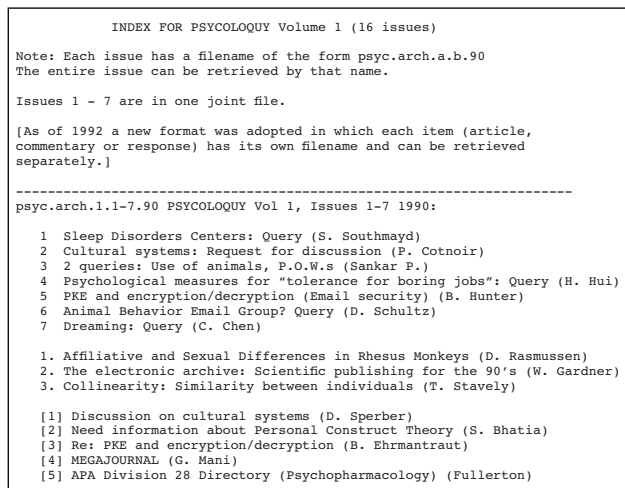 INDEX FOR PSYCOLOQUY Volume 1 (16 issues)
Note: Each issue has a filename of the form psyc.arch.a.b.90
The entire issue can be retrieved by that name.
Issues 1 - 7 are in one joint file.
[As of 1992 a new format was adopted in which each item (article,
commentary or response) has its own filename and can be retrieved
separately.]
----------------------------------------------------------------------
psyc.arch.1.1-7.90 PSYCOLOQUY Vol 1, Issues 1-7 1990:
1 Sleep Disorders Centers: Query (S. Southmayd)
2 Cultural systems: Request for discussion (P. Cotnoir)
3 2 queries: Use of animals, P.O.W.s (Sankar P.)
4 Psychological measures for “tolerance for boring jobs”: Query (H. Hui)
5 PKE and encryption/decryption (Email security) (B. Hunter)
6 Animal Behavior Email Group? Query (D. Schultz)
7 Dreaming: Query (C. Chen)
1. Affiliative and Sexual Differences in Rhesus Monkeys (D. Rasmussen)
2. The electronic archive: Scientific publishing for the 90's (W. Gardner)
3. Collinearity: Similarity between individuals (T. Stavely)
[1] Discussion on cultural systems (D. Sperber)
[2] Need information about Personal Construct Theory (S. Bhatia)
[3] Re: PKE and encryption/decryption (B. Ehrmantraut)
[4] MEGAJOURNAL (G. Mani)
[5] APA Division 28 Directory (Psychopharmacology) (Fullerton)